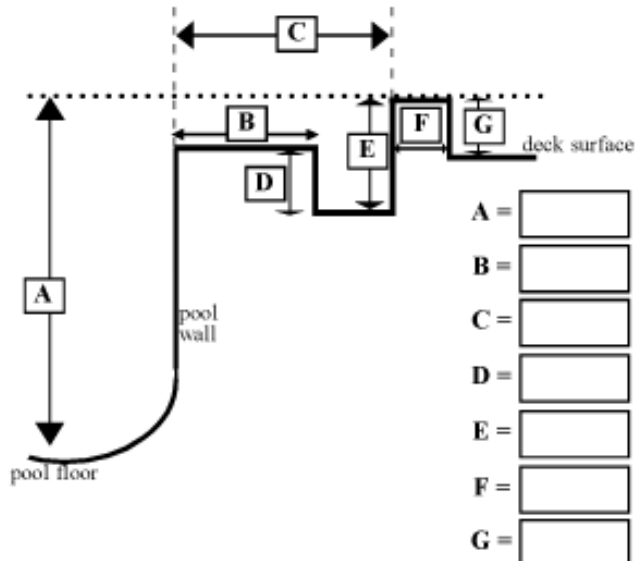 C
B
F
G
E
deck surface
D
A =
B =
A
C =
pool
wall
D =
E =
pool floor
F =
G =